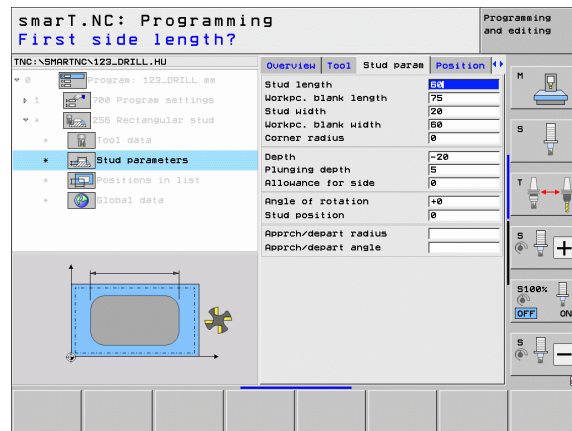 smarT.NC: Programming
First side length?
Programming
and editing
TNC:\SMARTNC\123_DRILL.HU
0 Program: 123_DRILL mm
1 700 Program settings
* 256 Rectangular stud
* Tool data
* Stud parameters
* Positions in list
* Global data
Overview Tool Stud param Position
Stud length 60
Workpc. blank length 75
Stud width 20
Workpc. blank width 60
Corner radius 0
Depth -20
Plunging depth 5
Allowance for side 0
Angle of rotation +0
Stud position 0
Apprch/depart radius
Apprch/depart angle
M
S
T
S
+
S100%
OFF ON
S
-